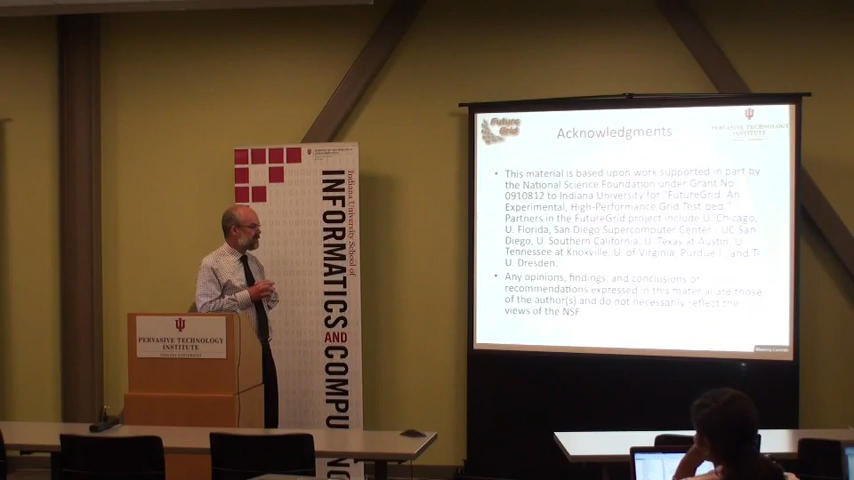 Future
Grid
Acknowledgments
PERVASIVE TECHNOLOGY
INSTITUTE
• This material is based upon work supported in part by
the National Science Foundation under Grant No.
0910812 to Indiana University for "FutureGrid: An
Experimental, High-Performance Grid Test-bed."
Partners in the FutureGrid project include U. Chicago,
U. Florida, San Diego Supercomputer Center - UC San
Diego, U. Southern California, U. Texas at Austin, U.
Tennessee at Knoxville, U. of Virginia, Purdue I., and T-
U. Dresden.
• Any opinions, findings, and conclusions or
recommendations expressed in this material are those
of the author(s) and do not necessarily reflect the
views of the NSF
Indiana University School of
INFORMATICS AND COMPU
NG
PERVASIVE TECHNOLOGY
INSTITUTE
INDIANA UNIVERSITY